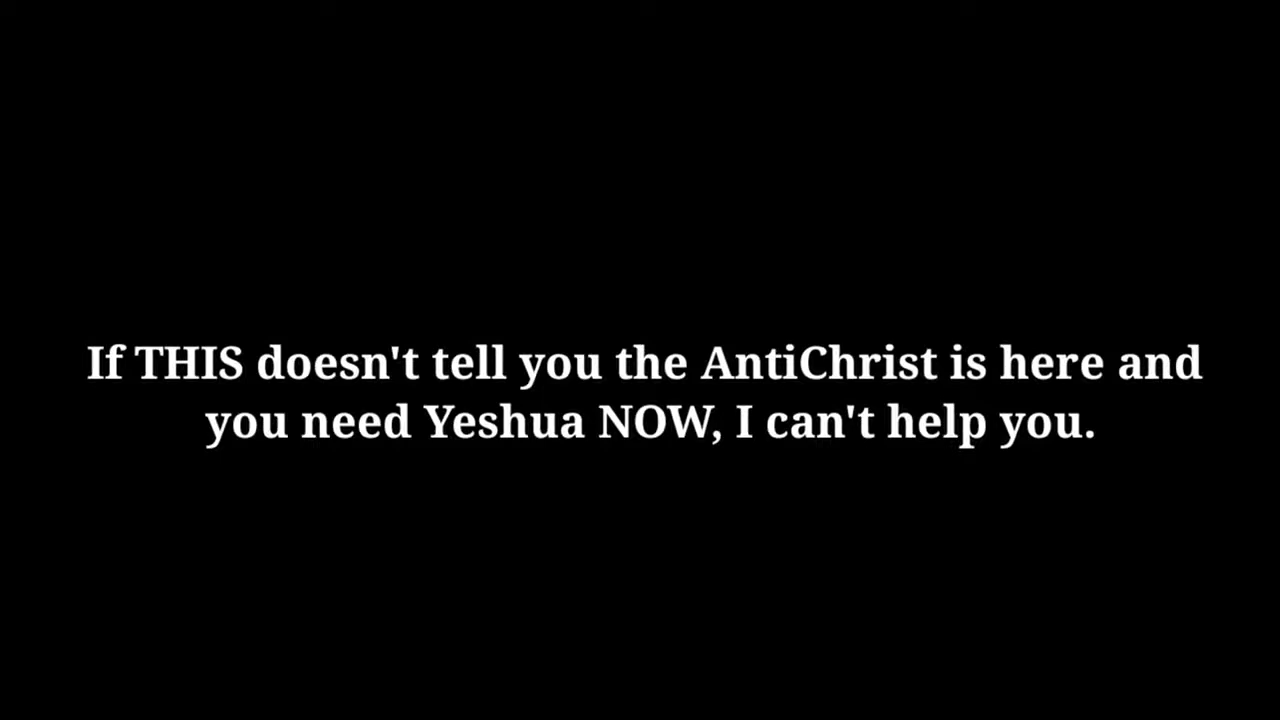 If THIS doesn't tell you the AntiChrist is here and
you need Yeshua NOW, I can't help you.